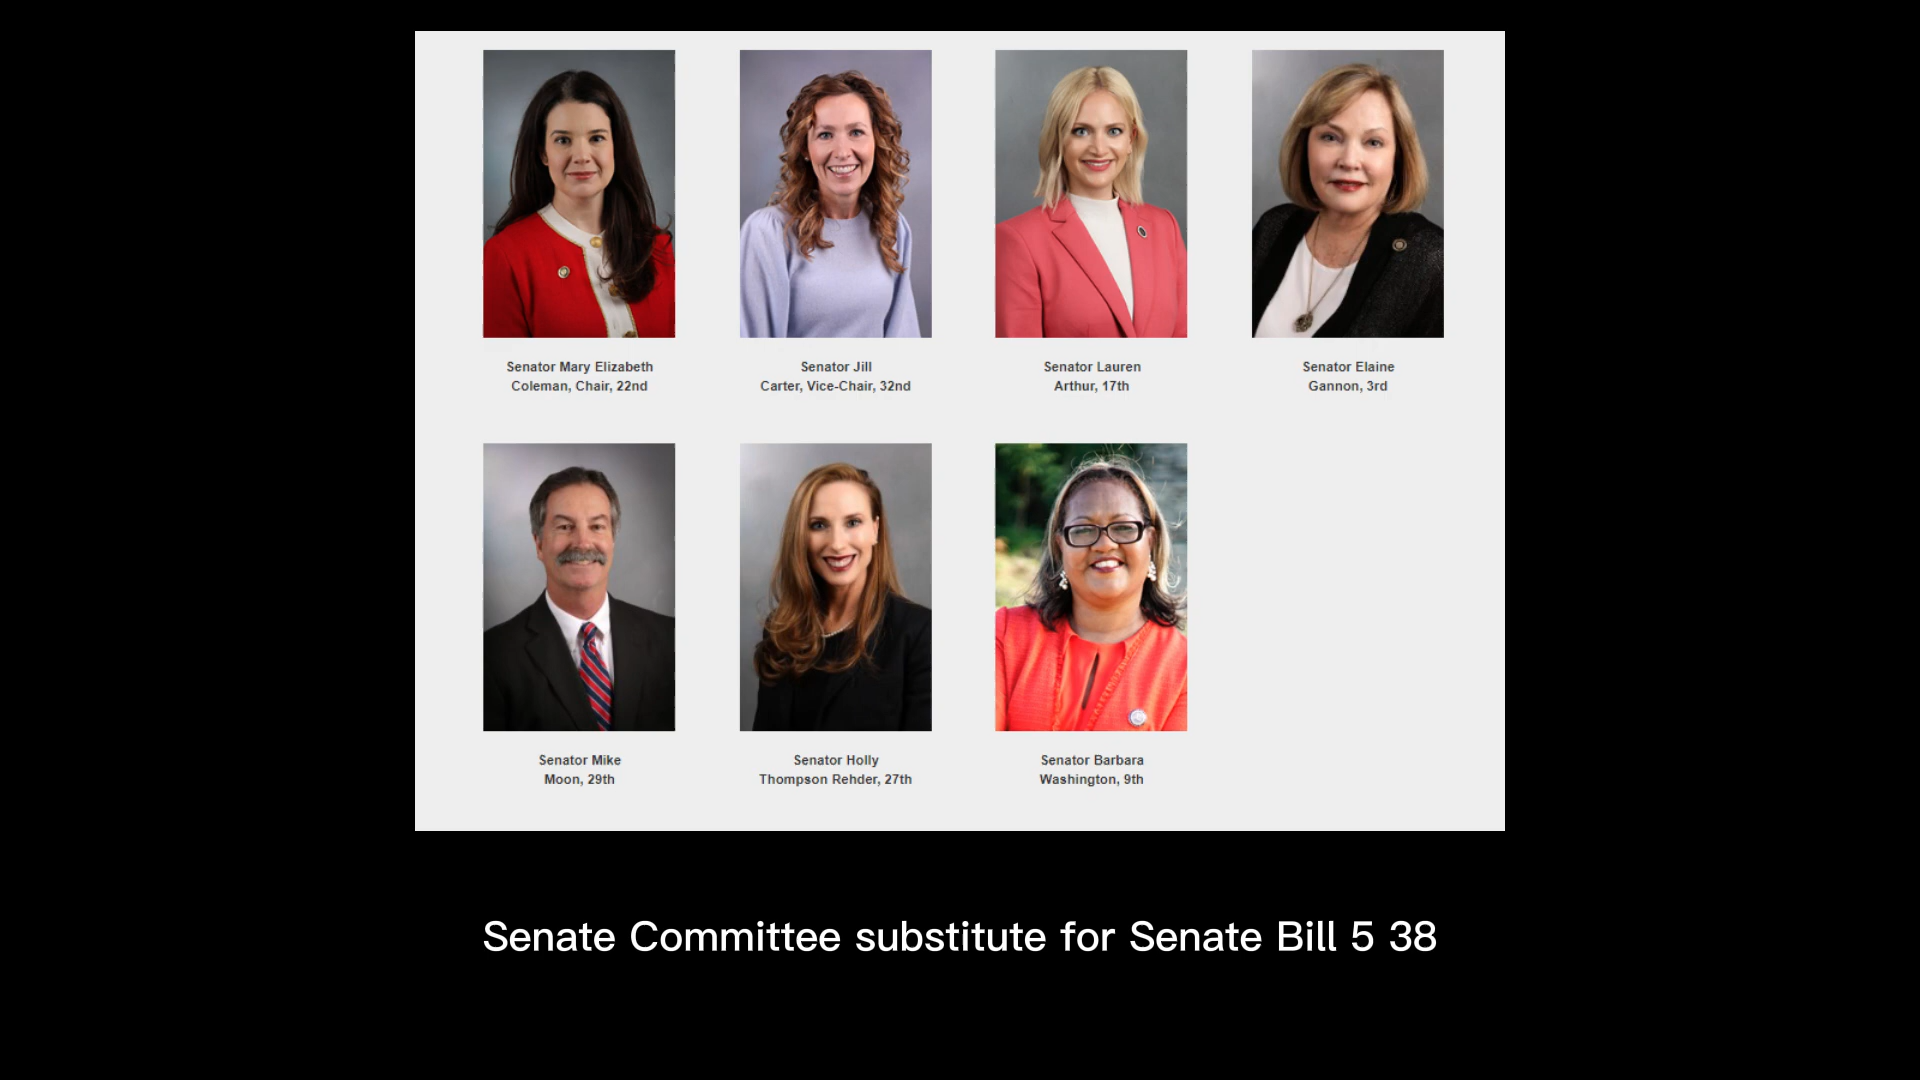 Senator Mary Elizabeth
Coleman, Chair, 22nd
Senator Jill
Carter, Vice-Chair, 32nd
Senator Lauren
Arthur, 17th
Senator Elaine
Gannon, 3rd
Senator Mike
Moon, 29th
Senator Holly
Thompson Rehder, 27th
Senator Barbara
Washington, 9th
Senate Committee substitute for Senate Bill 5 38